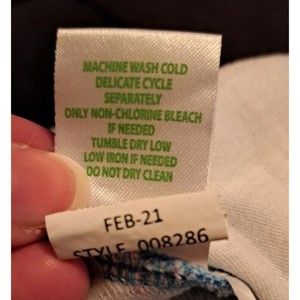 MACHINE WASH COLD
DELICATE CYCLE
SEPARATELY
ONLY NON-CHLORINE BLEACH
IF NEEDED
TUMBLE DRY LOW
LOW IRON IF NEEDED
DO NOT DRY CLEAN
FEB-21
STYLE 008286